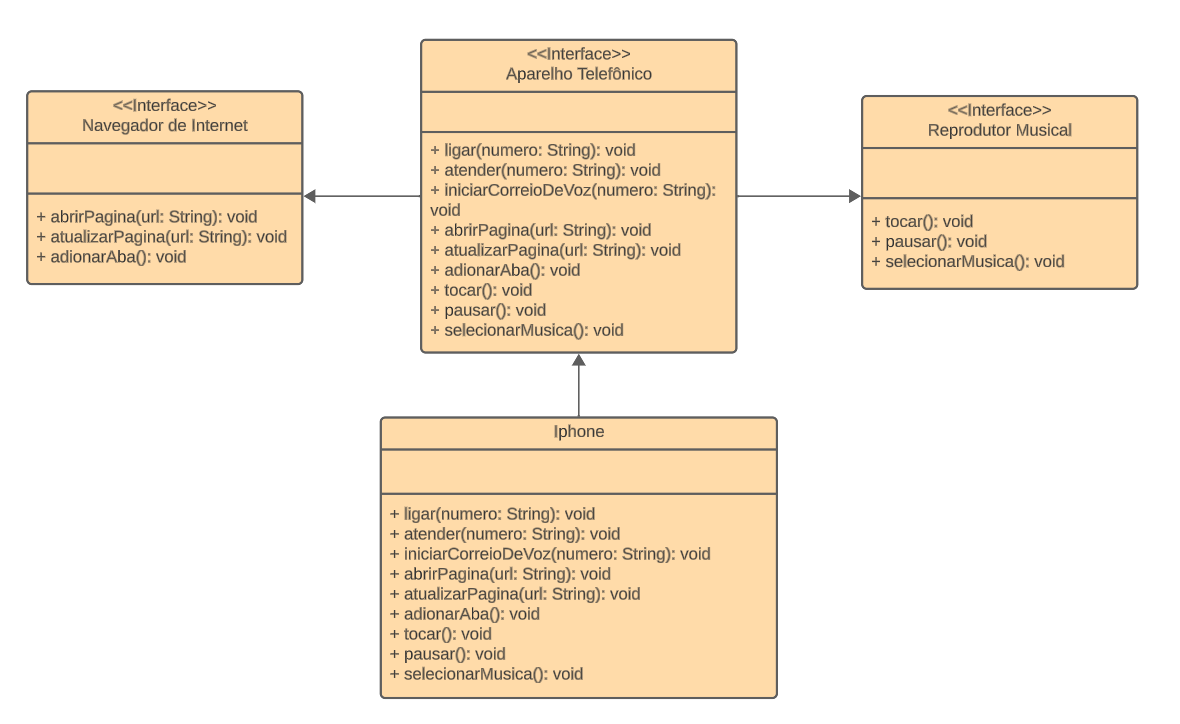 <<Interface>>
Navegador de Internet
+ abrirPagina(url: String): void
+ atualizarPagina(url: String): void
+ adionarAba(): void
<<Interface>>
Aparelho Telefônico
+ ligar(numero: String): void
+ atender(numero: String): void
+ iniciarCorreioDeVoz(numero: String):
void
+ abrirPagina(url: String): void
+ atualizarPagina(url: String): void
+ adionarAba(): void
+ tocar(): void
+ pausar(): void
+ selecionarMusica(): void
<<Interface>>
Reprodutor Musical
+ tocar(): void
+ pausar(): void
+ selecionarMusica(): void
Iphone
+ ligar(numero: String): void
+ atender(numero: String): void
+ iniciarCorreioDeVoz(numero: String): void
+ abrirPagina(url: String): void
+ atualizarPagina(url: String): void
+ adionarAba(): void
+ tocar(): void
+ pausar(): void
+ selecionarMusica(): void